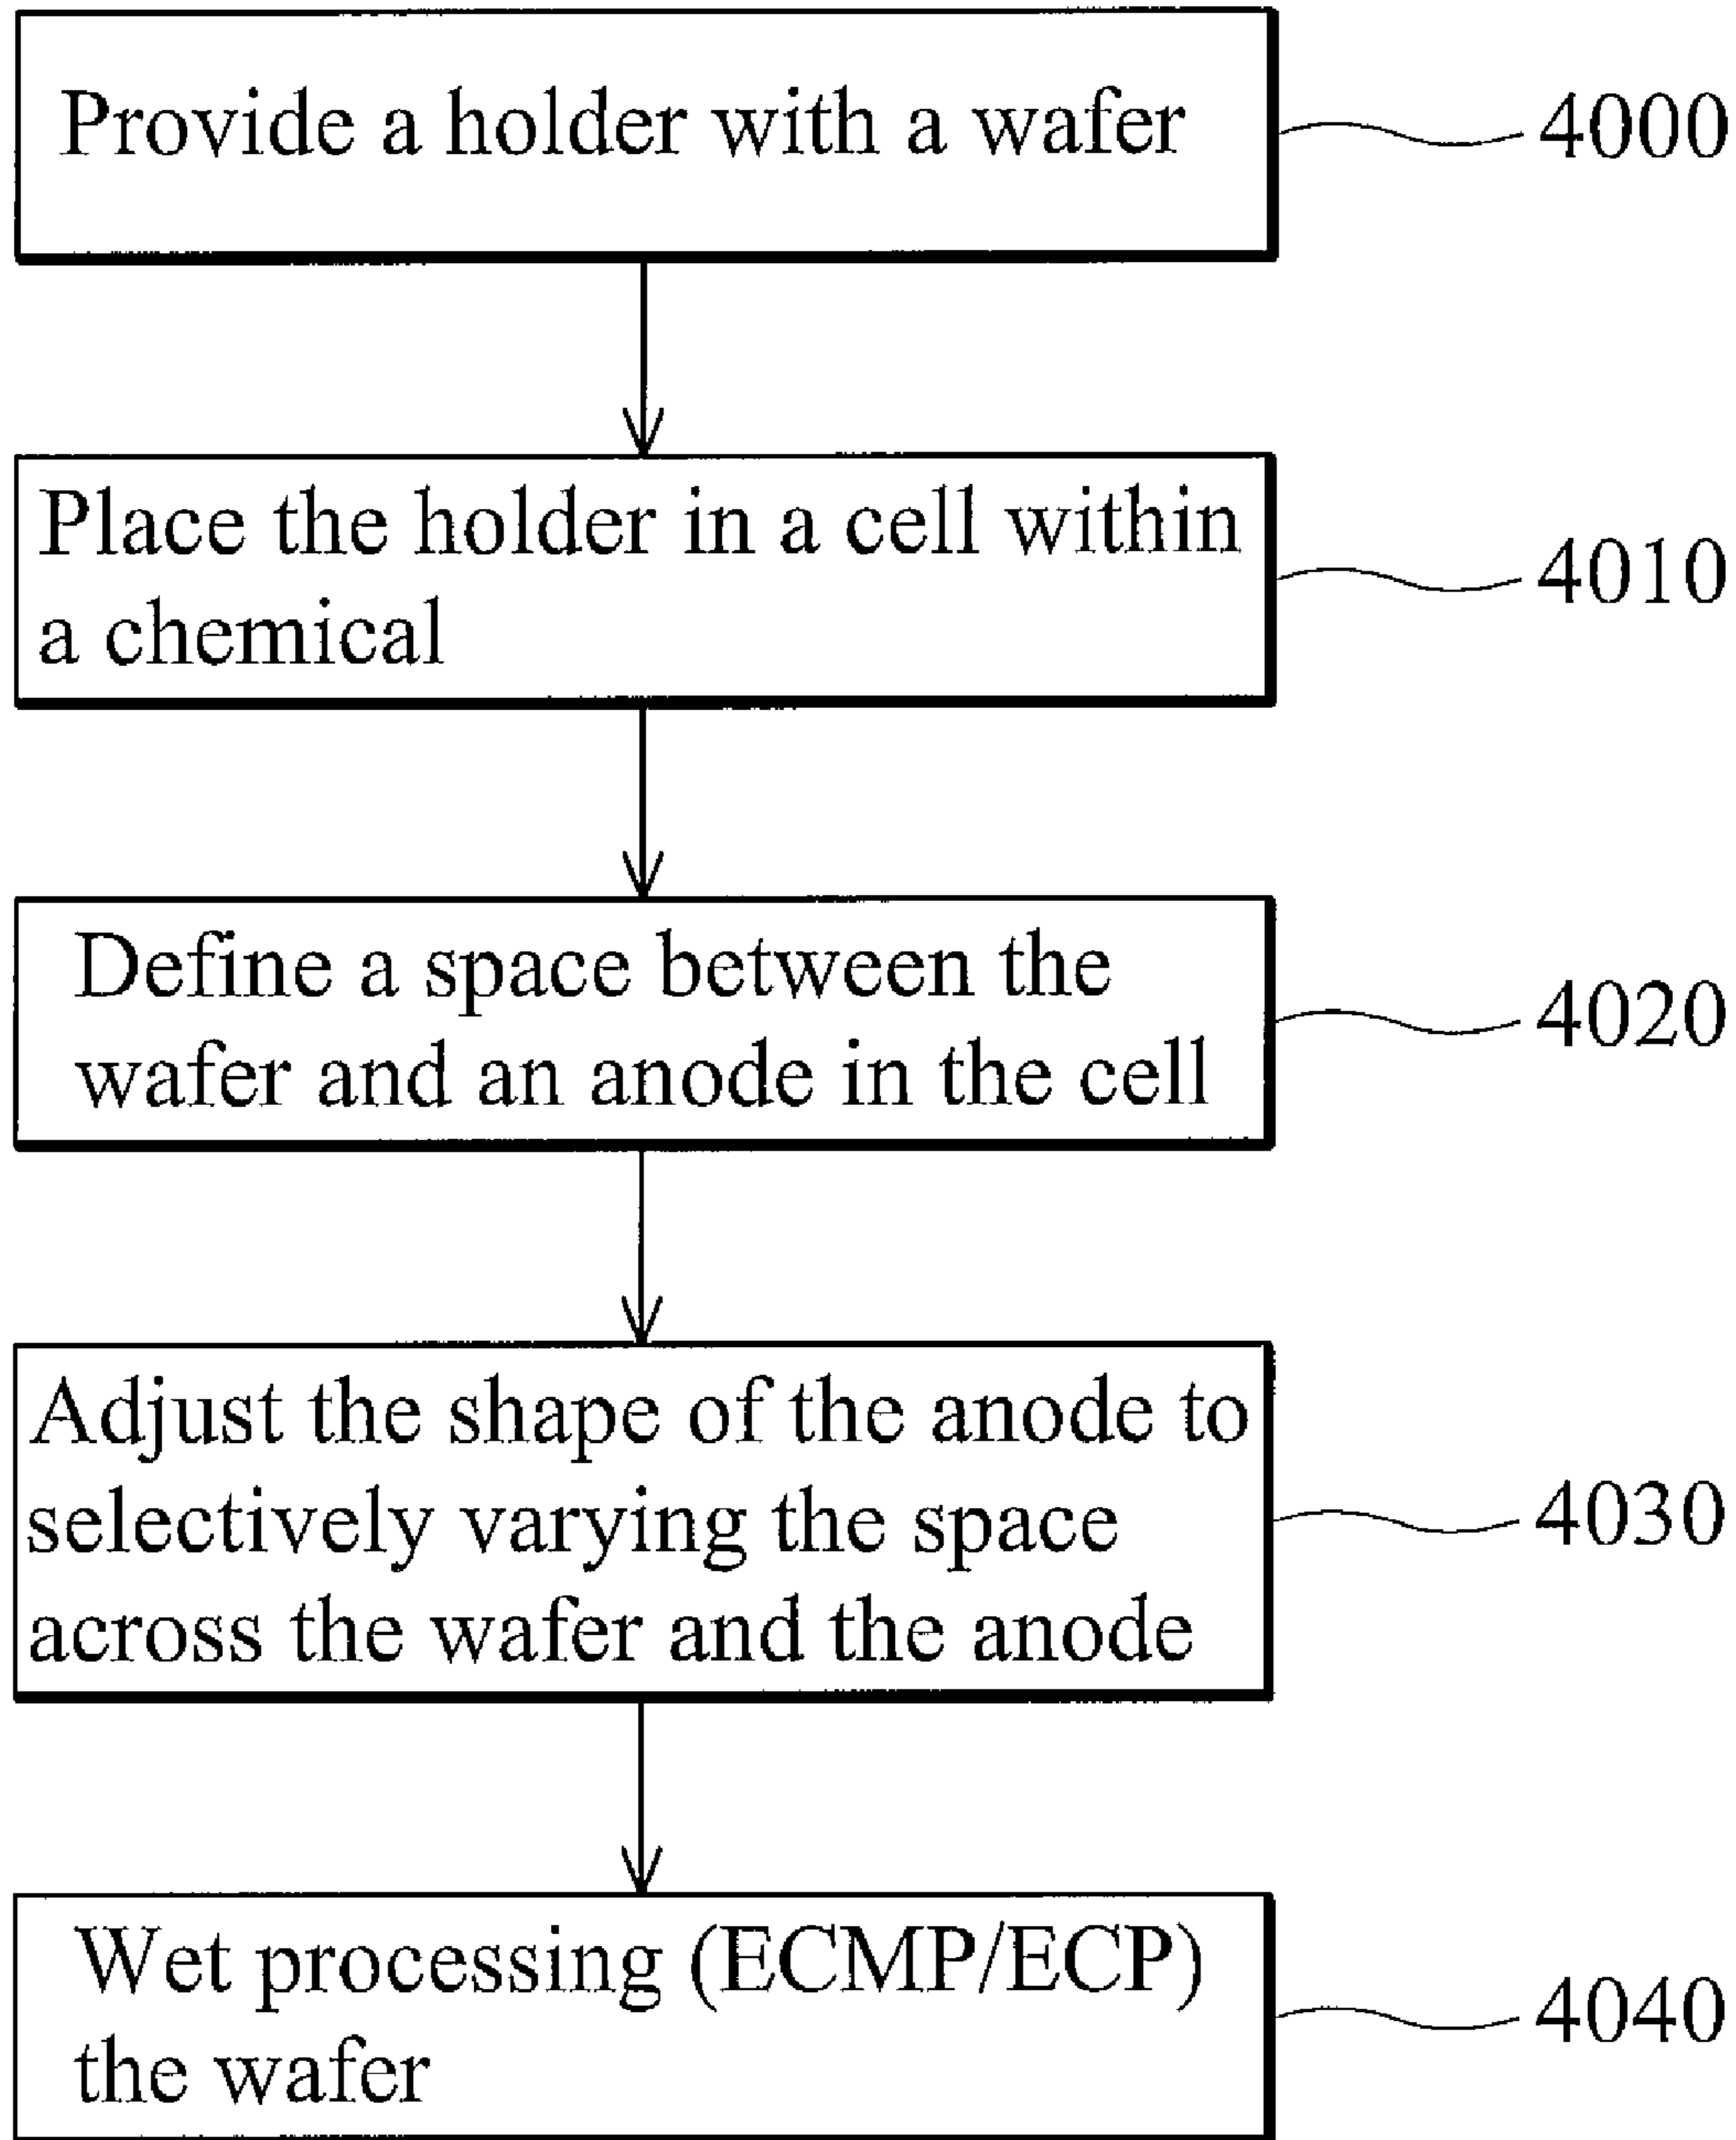 Provide a holder with a wafer
4000
Place the holder in a cell within
a chemical
4010
Define a space between the
wafer and an anode in the cell
4020
Adjust the shape of the anode to
selectively varying the space
across the wafer and the anode
4030
Wet processing (ECMP/ECP)
the wafer
4040